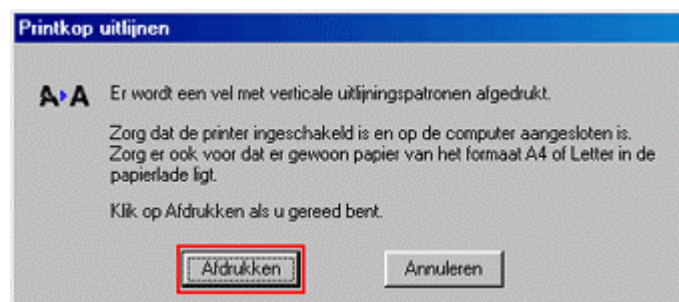 Printkop uitlijnen
A A Er wordt een vel met verticale uitlijningspatronen afgedrukt.
Zorg dat de printer ingeschakeld is en op de computer aangesloten is.
Zorg er ook voor dat er gewoon papier van het formaat A4 of Letter in de
papierlade ligt.
Klik op Afdrukken als u gereed bent.
Afdrukken Annuleren